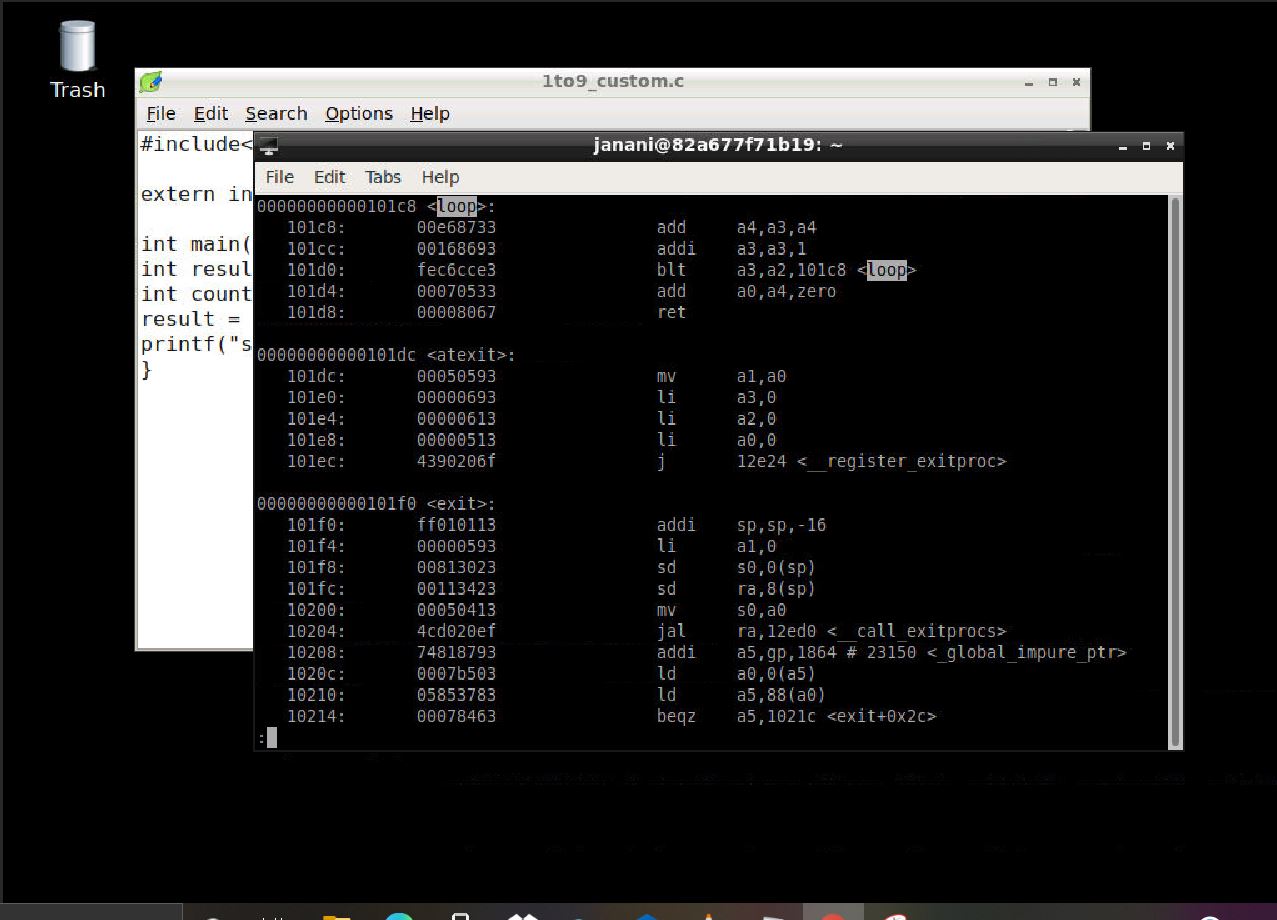 Trash
1to9_custom.c
File Edit Search Options Help
#include<
extern in
int main(
int resul
int count
result =
printf("s
}
janani@82a677f71b19: ~
File Edit Tabs Help
00000000000101c8 <loop>:
101c8: 00e68733 add a4,a3,a4
101cc: 00168693 addi a3,a3,1
101d0: fec6cce3 blt a3,a2,101c8 <loop>
101d4: 00070533 add a0,a4,zero
101d8: 00008067 ret
00000000000101dc <atexit>:
101dc: 00050593 mv a1,a0
101e0: 00000693 li a3,0
101e4: 00000613 li a2,0
101e8: 00000513 li a0,0
101ec: 4390206f j 12e24 <__register_exitproc>
00000000000101f0 <exit>:
101f0: ff010113 addi sp,sp,-16
101f4: 00000593 li a1,0
101f8: 00813023 sd s0,0(sp)
101fc: 00113423 sd ra,8(sp)
10200: 00050413 mv s0,a0
10204: 4cd020ef jal ra,12ed0 <__call_exitprocs>
10208: 74818793 addi a5,gp,1864 # 23150 <_global_impure_ptr>
1020c: 0007b503 ld a0,0(a5)
10210: 05853783 ld a5,88(a0)
10214: 00078463 beqz a5,1021c <exit+0x2c>
: